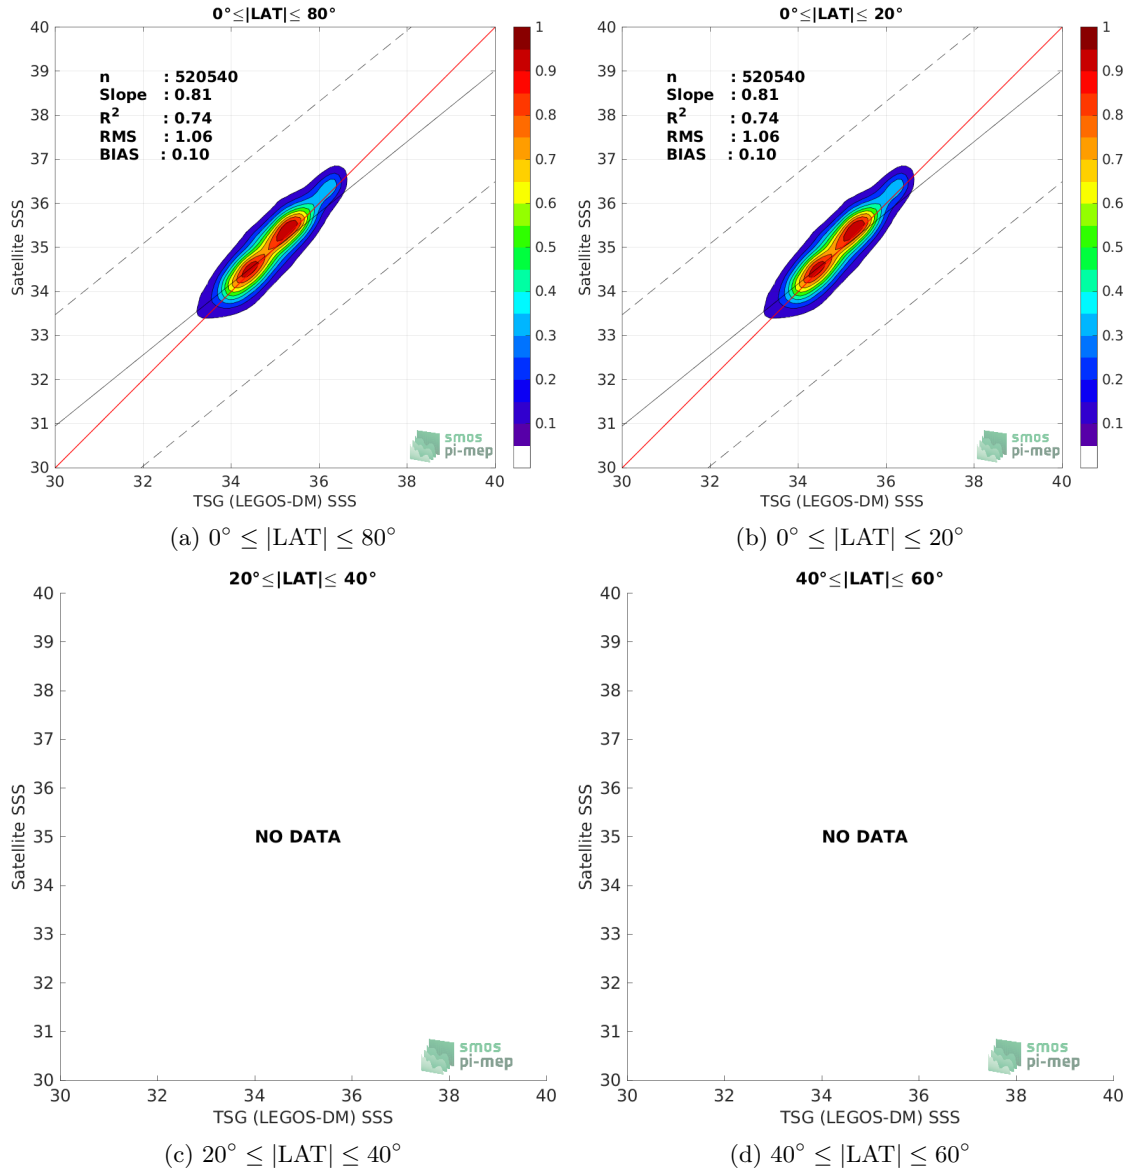 0°≤|LAT|≤ 80°
40
39
38
37
36
35
34
33
32
31
30
Satellite SSS
n : 520540
Slope : 0.81
R² : 0.74
RMS : 1.06
BIAS : 0.10
smos
pi-mep
30 32 34 36 38 40
TSG (LEGOS-DM) SSS
1
0.9
0.8
0.7
0.6
0.5
0.4
0.3
0.2
0.1
(a) 0° ≤ |LAT| ≤ 80°
0°≤|LAT|≤ 20°
40
39
38
37
36
35
34
33
32
31
30
Satellite SSS
n : 520540
Slope : 0.81
R² : 0.74
RMS : 1.06
BIAS : 0.10
smos
pi-mep
30 32 34 36 38 40
TSG (LEGOS-DM) SSS
1
0.9
0.8
0.7
0.6
0.5
0.4
0.3
0.2
0.1
(b) 0° ≤ |LAT| ≤ 20°
20°≤|LAT|≤ 40°
40
39
38
37
36
35
34
33
32
31
30
Satellite SSS
NO DATA
smos
pi-mep
30 32 34 36 38 40
TSG (LEGOS-DM) SSS
(c) 20° ≤ |LAT| ≤ 40°
40°≤|LAT|≤ 60°
40
39
38
37
36
35
34
33
32
31
30
Satellite SSS
NO DATA
smos
pi-mep
30 32 34 36 38 40
TSG (LEGOS-DM) SSS
(d) 40° ≤ |LAT| ≤ 60°